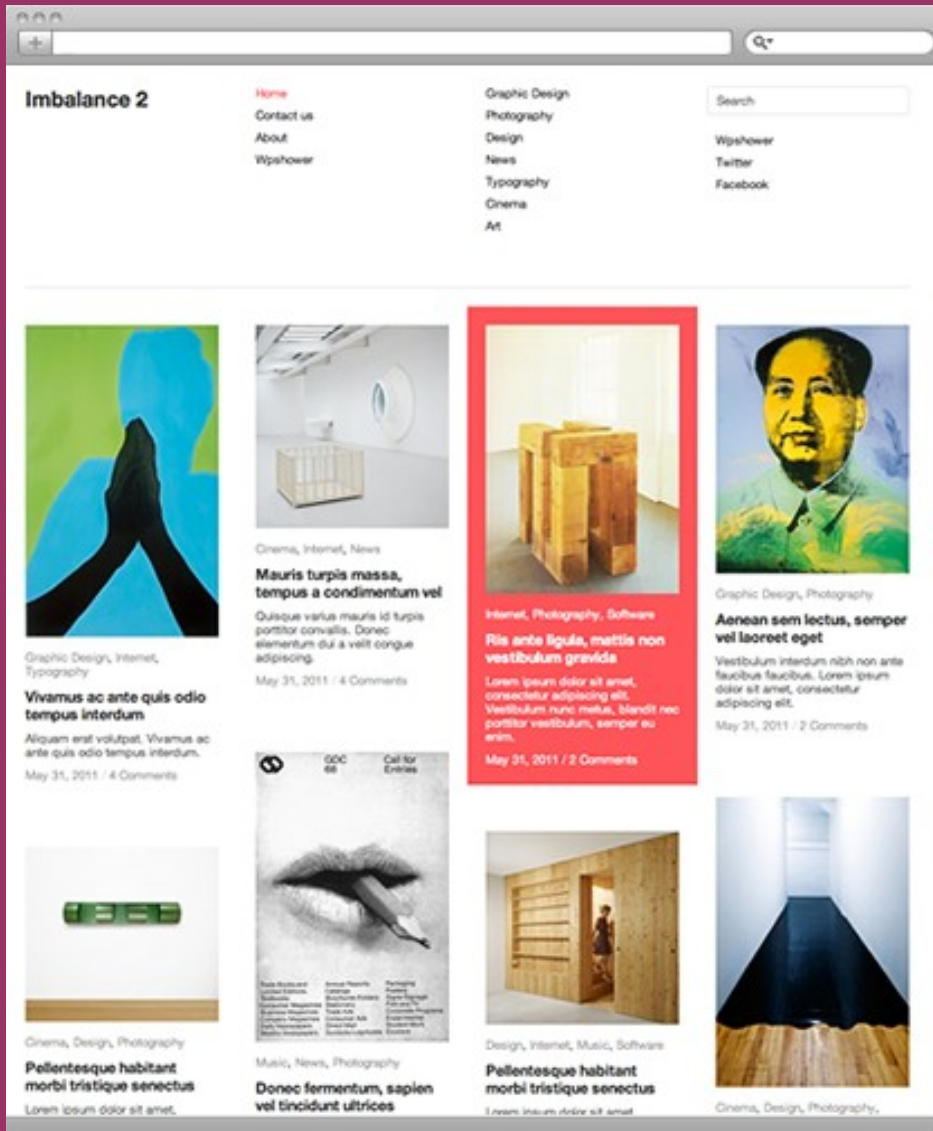 Imbalance 2
Home
Contact us
About
Wpshower
Graphic Design
Photography
Design
News
Typography
Cinema
Art
Search
Wpshower
Twitter
Facebook
Graphic Design, Internet,
Typography
Vivamus ac ante quis odio
tempus interdum
Aliquam erat volutpat. Vivamus ac
ante quis odio tempus interdum.
May 31, 2011 / 4 Comments
Cinema, Internet, News
Mauris turpis massa,
tempus a condimentum vel
Quisque varius mauris id turpis
porttitor convallis. Donec
elementum dui a velit congue
adipiscing.
May 31, 2011 / 4 Comments
Internet, Photography, Software
Ris ante ligula, mattis non
vestibulum gravida
Lorem ipsum dolor sit amet,
consectetur adipiscing elit.
Vestibulum nunc metus, blandit nec
porttitor vestibulum, semper eu
enim.
May 31, 2011 / 2 Comments
Graphic Design, Photography
Aenean sem lectus, semper
vel laoreet eget
Vestibulum interdum nibh non ante
faucibus faucibus. Lorem ipsum
dolor sit amet, consectetur
adipiscing elit.
May 31, 2011 / 2 Comments
Cinema, Design, Photography
Pellentesque habitant
morbi tristique senectus
Lorem ipsum dolor sit amet,
GDC
68
Call for
Entries
Music, News, Photography
Donec fermentum, sapien
vel tincidunt ultrices
Design, Internet, Music, Software
Pellentesque habitant
morbi tristique senectus
Lorem ipsum dolor sit amet
Cinema, Design, Photography,